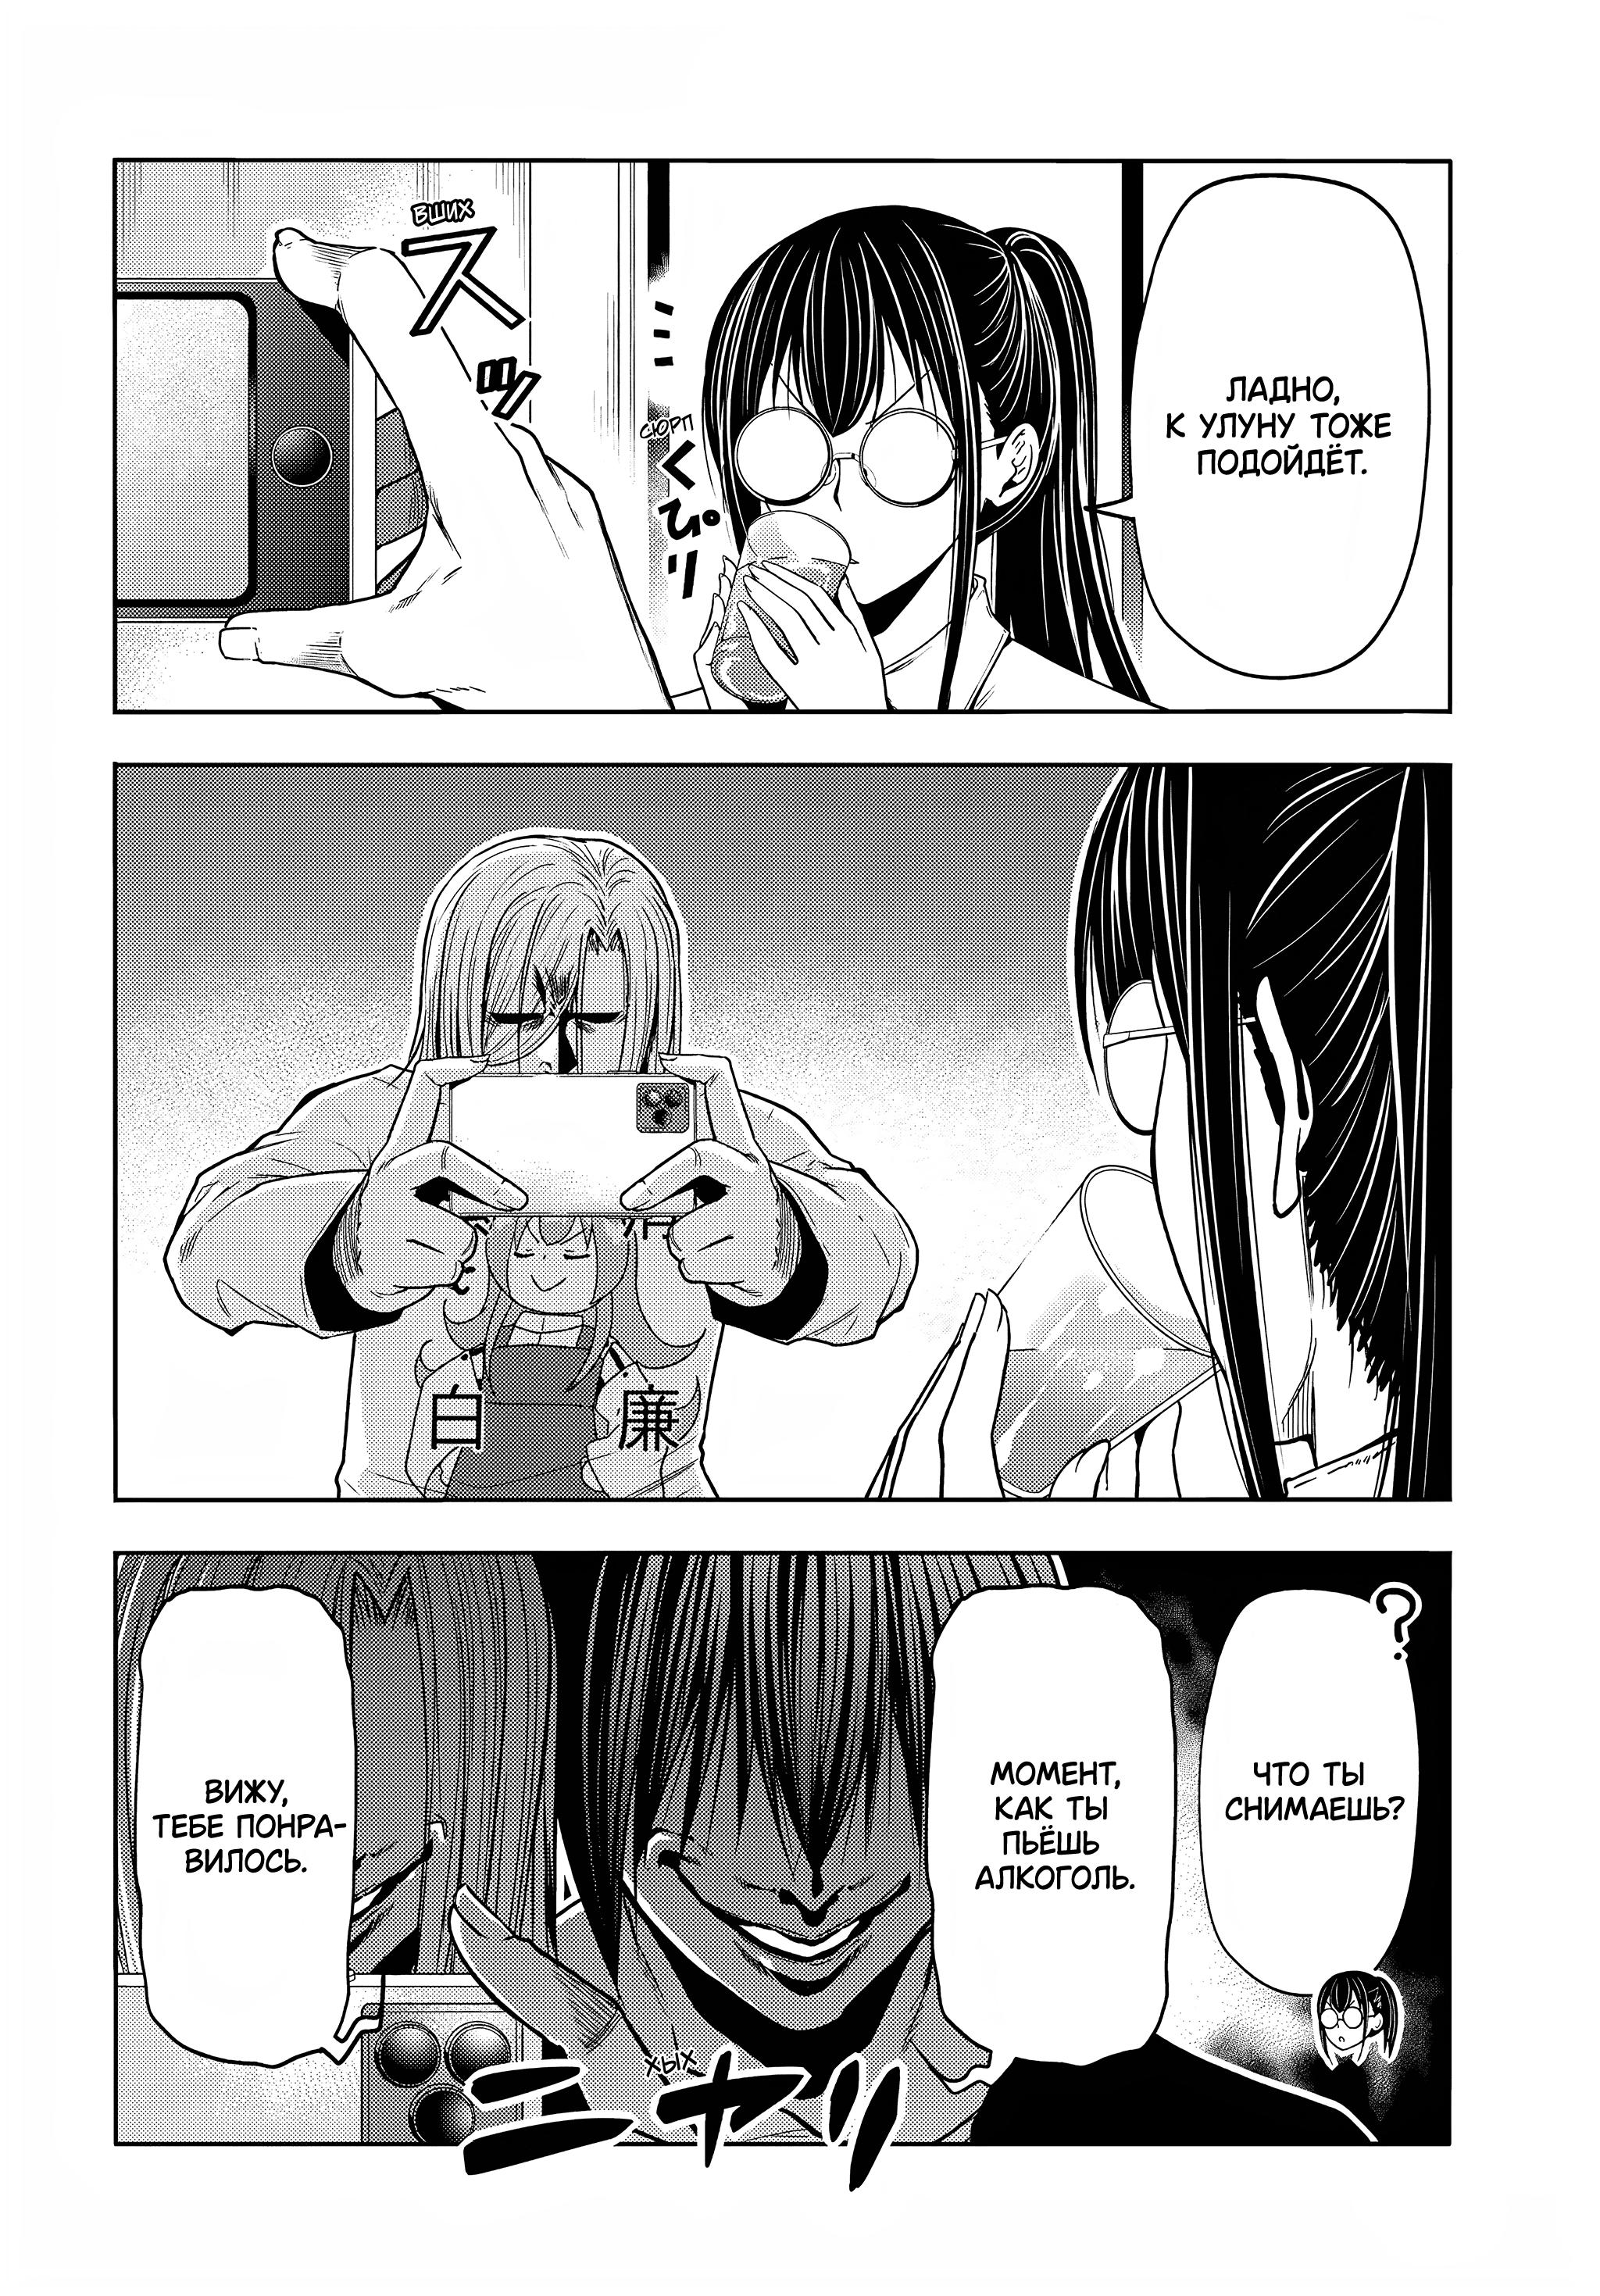 ЛАДНО,
К УЛУНУ ТОЖЕ
ПОДОЙДЁТ.
СЮРП
くぴり
ВШИХ
スッ
清
廉
白
?
ЧТО ТЫ
СНИМАЕШЬ?
МОМЕНТ,
КАК ТЫ
ПЬЁШЬ
АЛКОГОЛЬ.
ХЫХ
ニヤリ
ВИЖУ,
ТЕБЕ ПОНРА-
ВИЛОСЬ.